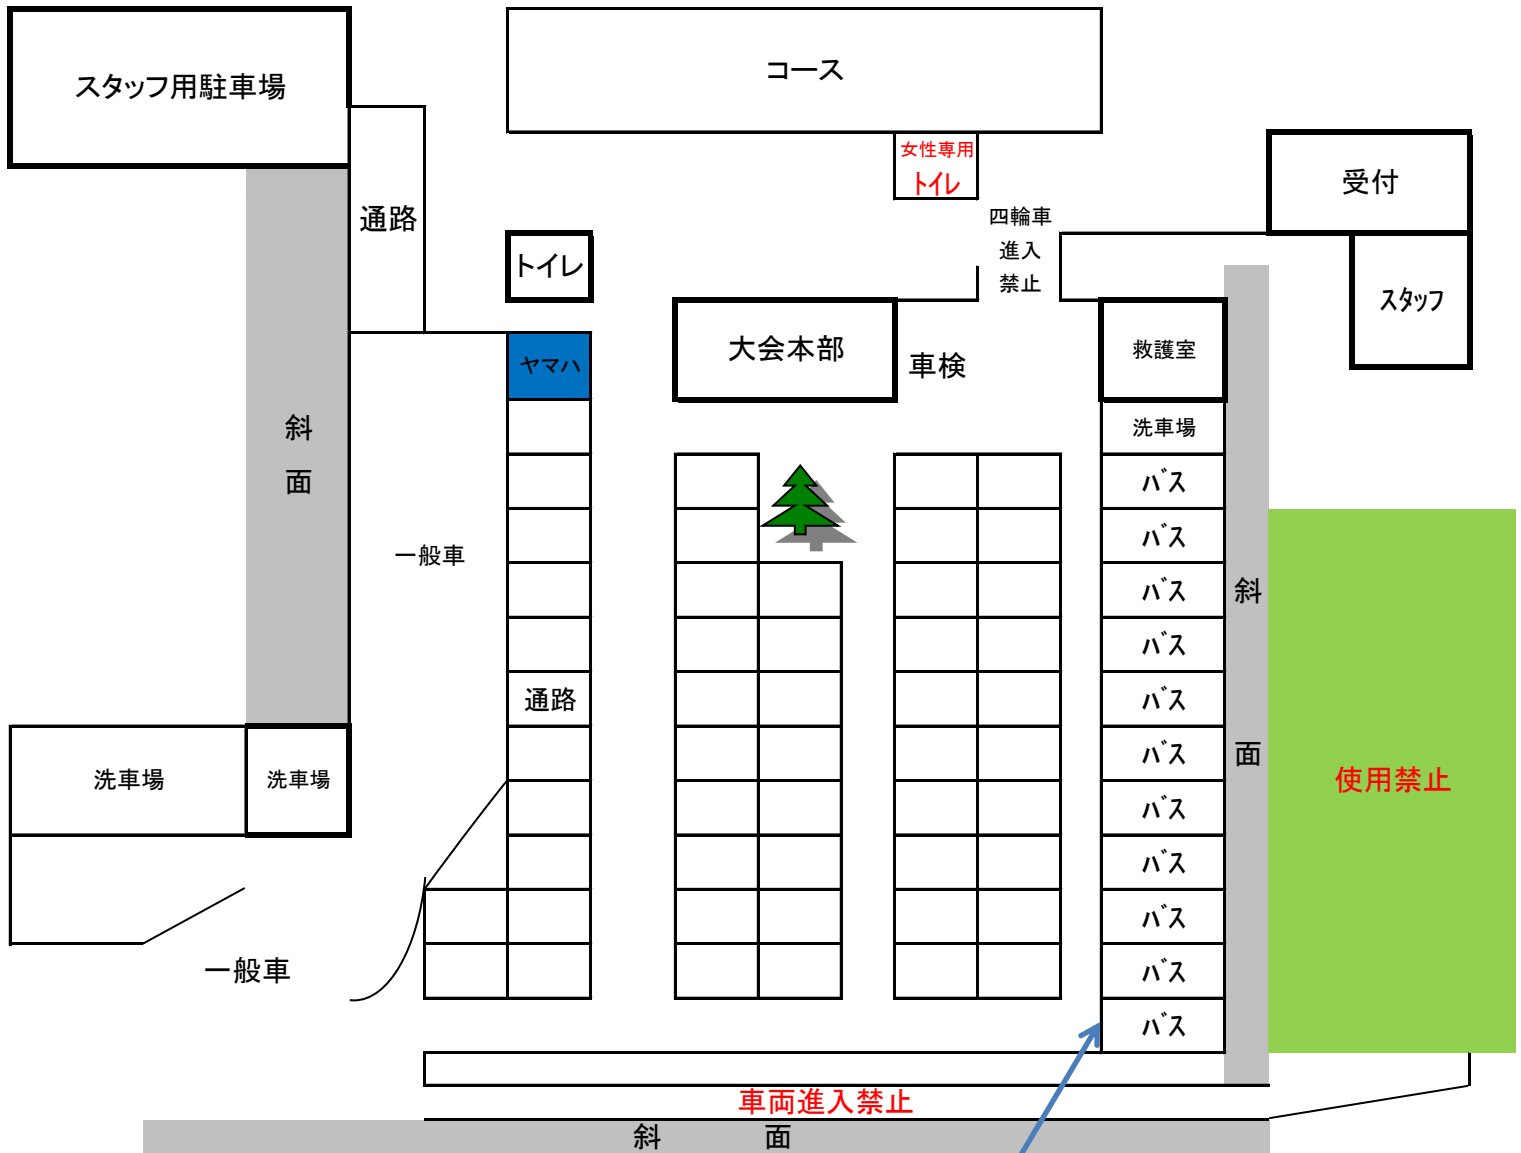 コース
スタッフ用駐車場
女性専用
トイレ
受付
通路
四輪車
進入
禁止
トイレ
スタッフ
大会本部
車検
救護室
ヤマハ
洗車場
斜
面
バス
一般車
バス
バス
斜
バス
通路
バス
バス
面
洗車場
洗車場
使用禁止
バス
バス
バス
一般車
バス
バス
車両進入禁止
斜 面